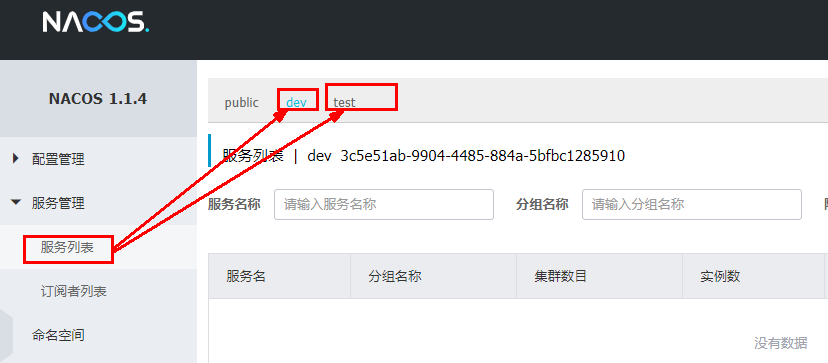 NACOS.
NACOS 1.1.4
配置管理
服务管理
服务列表
订阅者列表
命名空间
public dev test
服务列表 | dev 3c5e51ab-9904-4485-884a-5bfbc1285910
服务名称 请输入服务名称 分组名称 请输入分组名称
服务名 分组名称 集群数目 实例数
没有数据